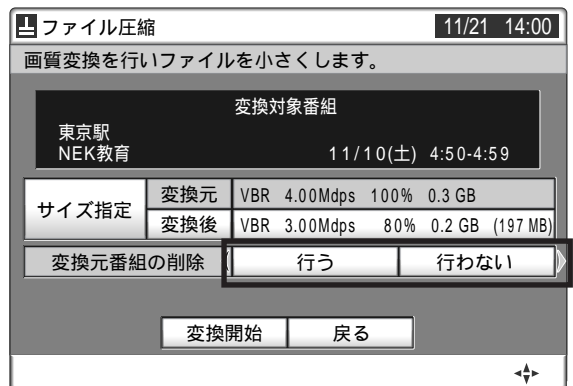 ファイル圧縮 11/21 14:00
画質変換を行いファイルを小さくします。
変換対象番組
東京駅
NEK教育 11/10(土) 4:50-4:59
サイズ指定 変換元 VBR 4.00Mdps 100% 0.3 GB
変換後 VBR 3.00Mdps 80% 0.2 GB (197 MB)
変換元番組の削除 行う 行わない
変換開始 戻る